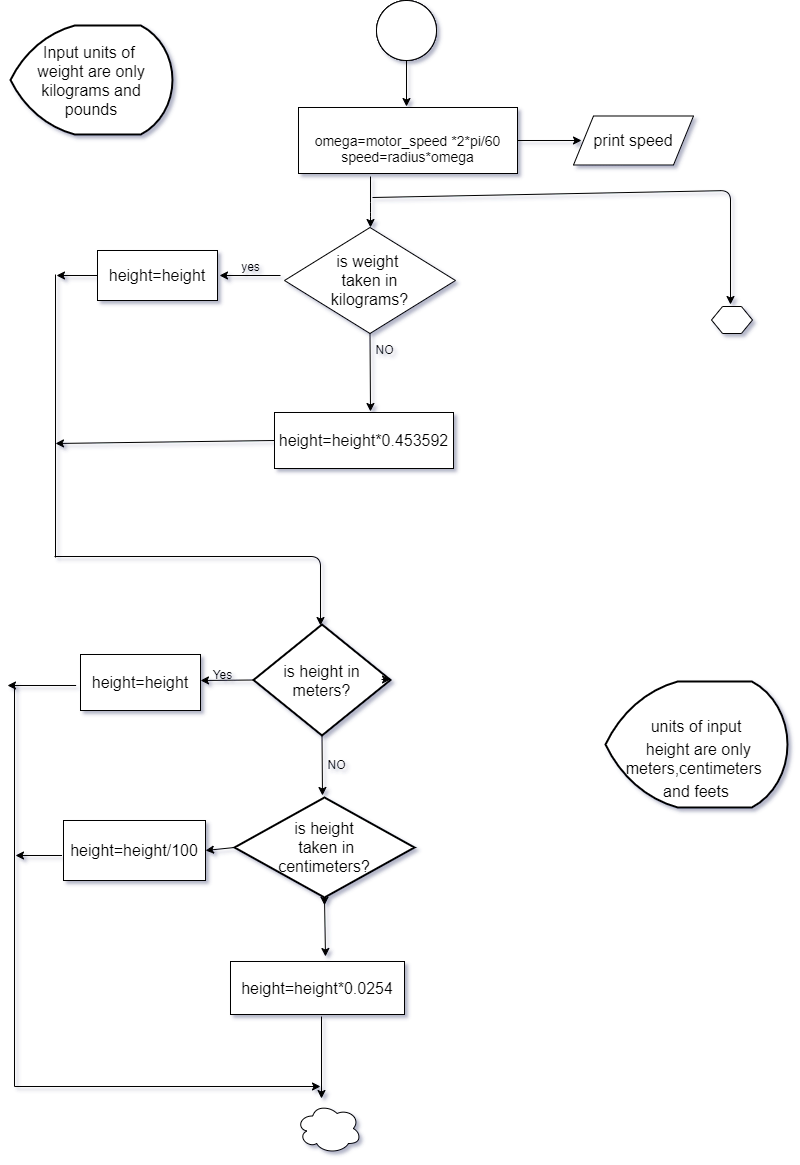 Input units of
weight are only
kilograms and
pounds
omega=motor_speed *2*pi/60
speed=radius*omega
print speed
is weight
taken in
kilograms?
yes
height=height
NO
height=height*0.453592
is height in
meters?
Yes
height=height
NO
units of input
height are only
meters,centimeters
and feets
is height
taken in
centimeters?
height=height/100
height=height*0.0254